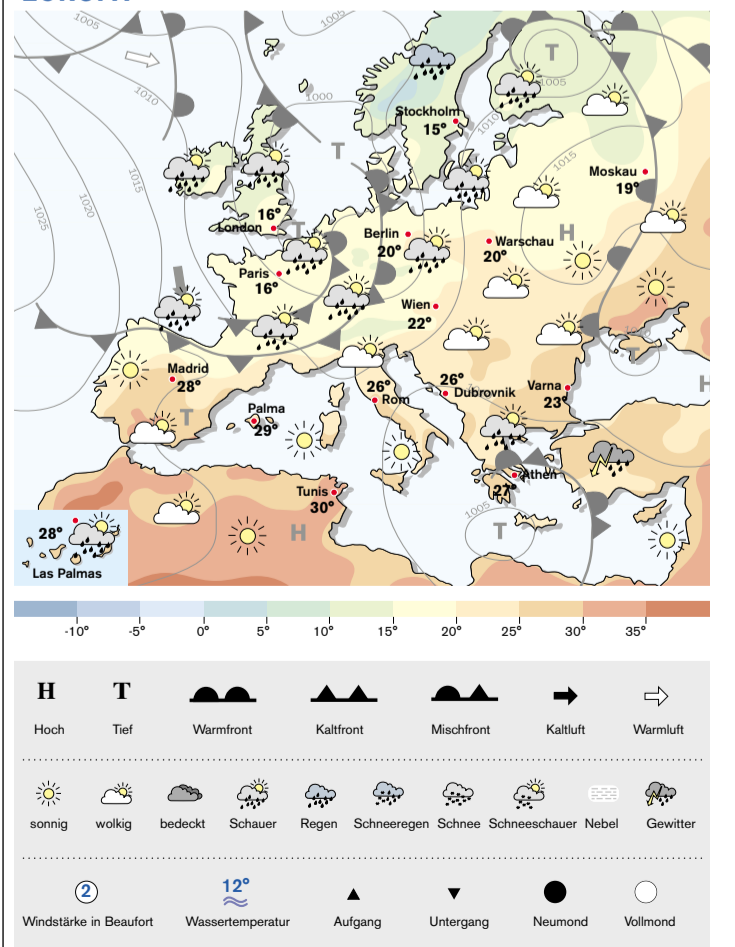 1005
1005
1010
1000
T
1005
Stockholm
15°
1010
T
1015
Moskau
19°
1015
1020
1025
16°
London
T
Berlin
20°
Warschau
20°
H
Paris
16°
Wien
22°
Madrid
28°
T
Palma
29°
26°
Rom
26°
Dubrovnik
Varna
23°
T
H
Athen
27°
Tunis
30°
H
1005
T
28°
Las Palmas
-10° -5° 0° 5° 10° 15° 20° 25° 30° 35°
H T
Hoch Tief Warmfront Kaltfront Mischfront Kaltluft Warmluft
sonnig wolkig bedeckt Schauer Regen Schneeregen Schnee Schneeschauer Nebel Gewitter
2 12°
Windstärke in Beaufort Wassertemperatur Aufgang Untergang Neumond Vollmond